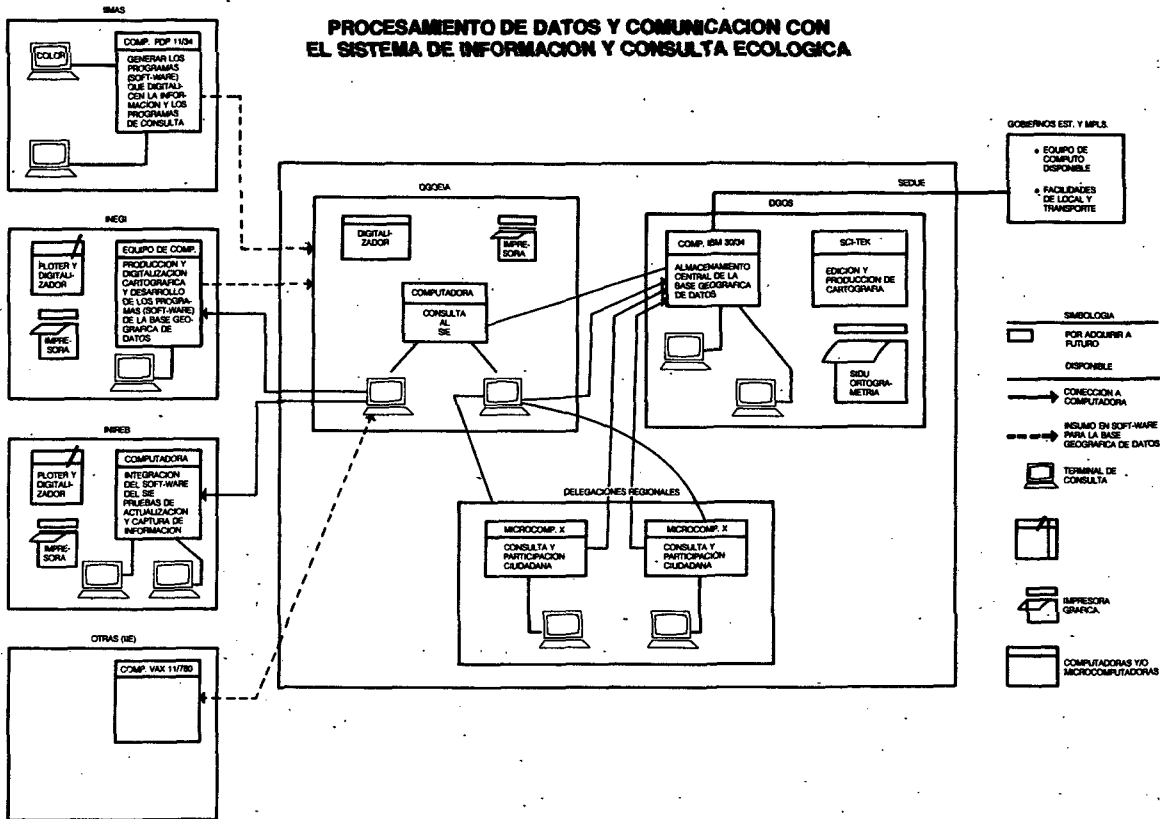 PROCESAMIENTO DE DATOS Y COMUNICACION CON
EL SISTEMA DE INFORMACION Y CONSULTA ECOLOGICA
IIMAS
COLOR
COMP. PDP 11/34
GENERAR LOS
PROGRAMAS
(SOFT-WARE)
QUE DIGITALI-
CEN LA INFOR-
MACION Y LOS
PROGRAMAS
DE CONSULTA
INEGI
PLOTER Y
DIGITALI-
ZADOR
IMPRE-
SORA
EQUIPO DE COMP.
PRODUCCION Y
DIGITALIZACION
CARTOGRAFICA
Y DESARROLLO
DE LOS PROGRA-
MAS (SOFT-WARE)
DE LA BASE GEO-
GRAFICA DE
DATOS
INIREB
PLOTER Y
DIGITALI-
ZADOR
IMPRE-
SORA
COMPUTADORA
INTEGRACION
DEL SOFT-WARE
DEL SIE
PRUEBAS DE
ACTUALIZACION
Y CAPTURA DE
INFORMACION
OTRAS (IIE)
COMP. VAX 11/780
SEDUE
DGOEIA
DIGITALI-
ZADOR
IMPRE-
SORA
COMPUTADORA
CONSULTA
AL
SIE
DGOS
COMP. IBM 30/34
ALMACENAMIENTO
CENTRAL DE LA
BASE GEOGRAFICA
DE DATOS
SCI-TEK
EDICION Y
PRODUCCION DE
CARTOGRAFIA
SIDU
ORTOGRA-
METRIA
DELEGACIONES REGIONALES
MICROCOMP. X
CONSULTA Y
PARTICIPACION
CIUDADANA
MICROCOMP. X
CONSULTA Y
PARTICIPACION
CIUDADANA
GOBIERNOS EST. Y MPLS.
• EQUIPO DE
COMPUTO
DISPONIBLE
• FACILIDADES
DE LOCAL Y
TRANSPORTE
SIMBOLOGIA
POR ADQUIRIR A
FUTURO
DISPONIBLE
CONECCION A
COMPUTADORA
INSUMO EN SOFT-WARE
PARA LA BASE
GEOGRAFICA DE DATOS
TERMINAL DE
CONSULTA
IMPRESORA
GRAFICA
COMPUTADORAS Y/O
MICROCOMPUTADORAS